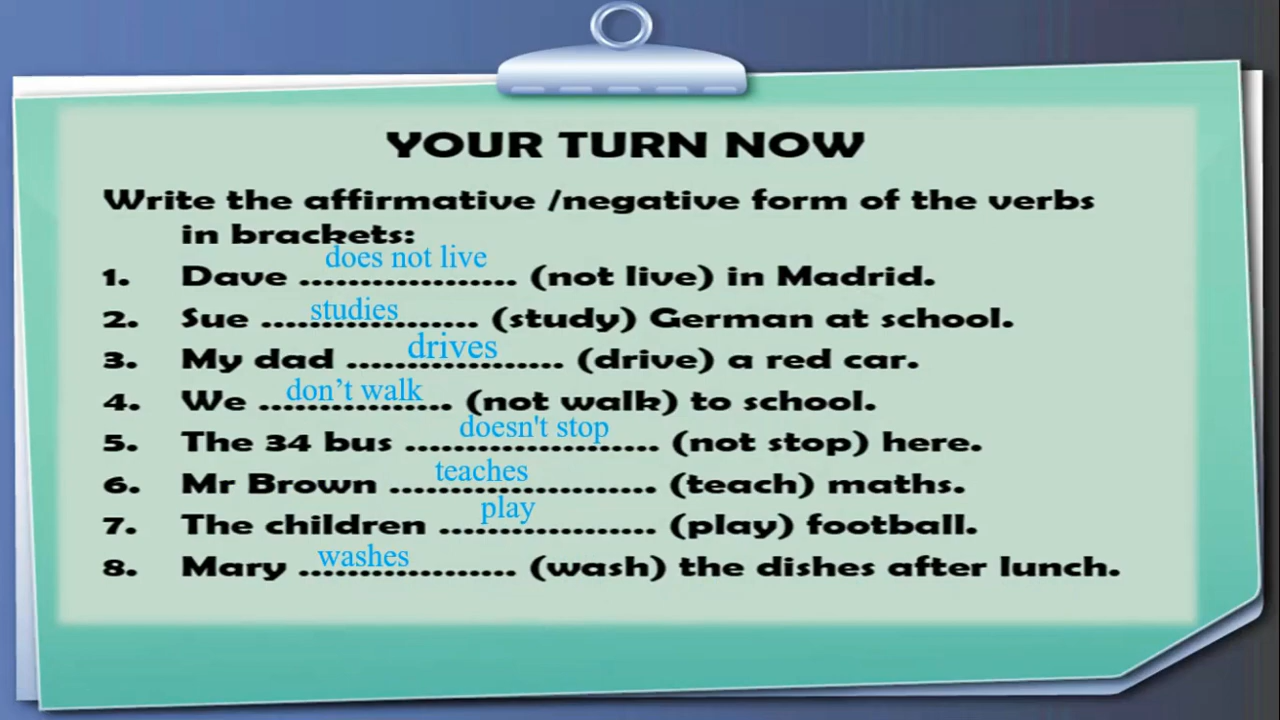 YOUR TURN NOW
Write the affirmative /negative form of the verbs
in brackets:
1. Dave does not live .................. (not live) in Madrid.
2. Sue studies .................. (study) German at school.
3. My dad drives .................. (drive) a red car.
4. We don’t walk ................ (not walk) to school.
5. The 34 bus doesn't stop ..................... (not stop) here.
6. Mr Brown teaches ...................... (teach) maths.
7. The children play .................. (play) football.
8. Mary washes .................. (wash) the dishes after lunch.